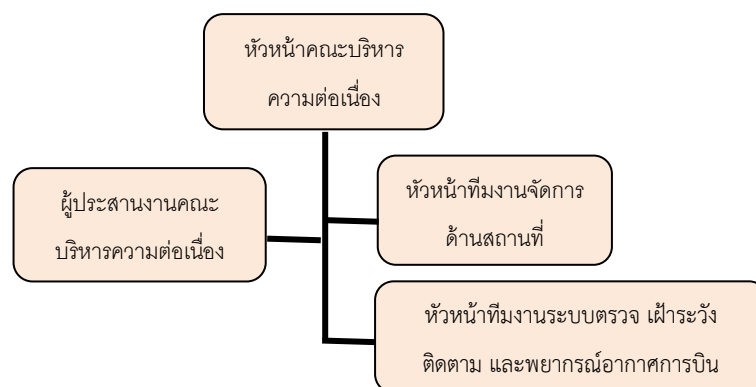 หัวหน้าคณะบริหาร
ความต่อเนื่อง
ผู้ประสานงานคณะ
บริหารความต่อเนื่อง
หัวหน้าทีมงานจัดการ
ด้านสถานที่
หัวหน้าทีมงานระบบตรวจ เฝ้าระวัง
ติดตาม และพยากรณ์อากาศการบิน